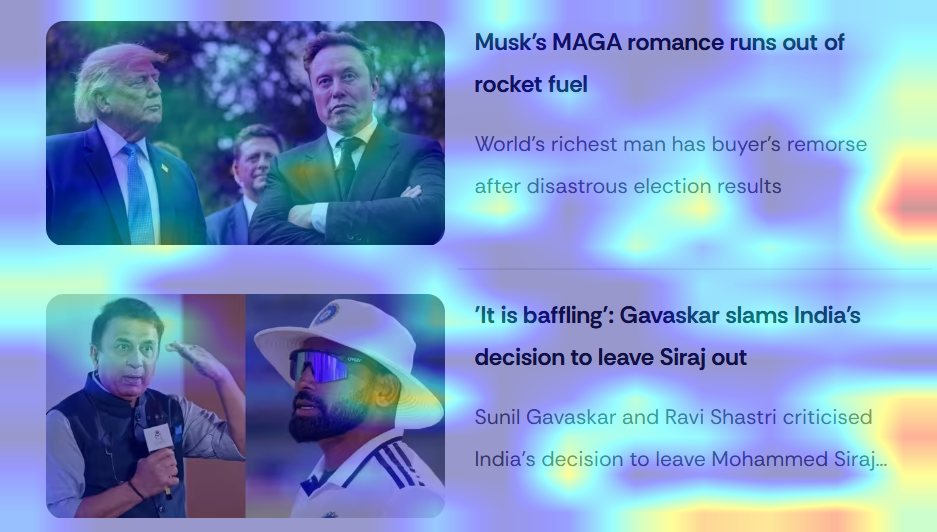 Musk's MAGA romance runs out of
rocket fuel
World's richest man has buyer's remorse
after disastrous election results
'It is baffling': Gavaskar slams India's
decision to leave Siraj out
Sunil Gavaskar and Ravi Shastri criticised
India's decision to leave Mohammed Siraj...